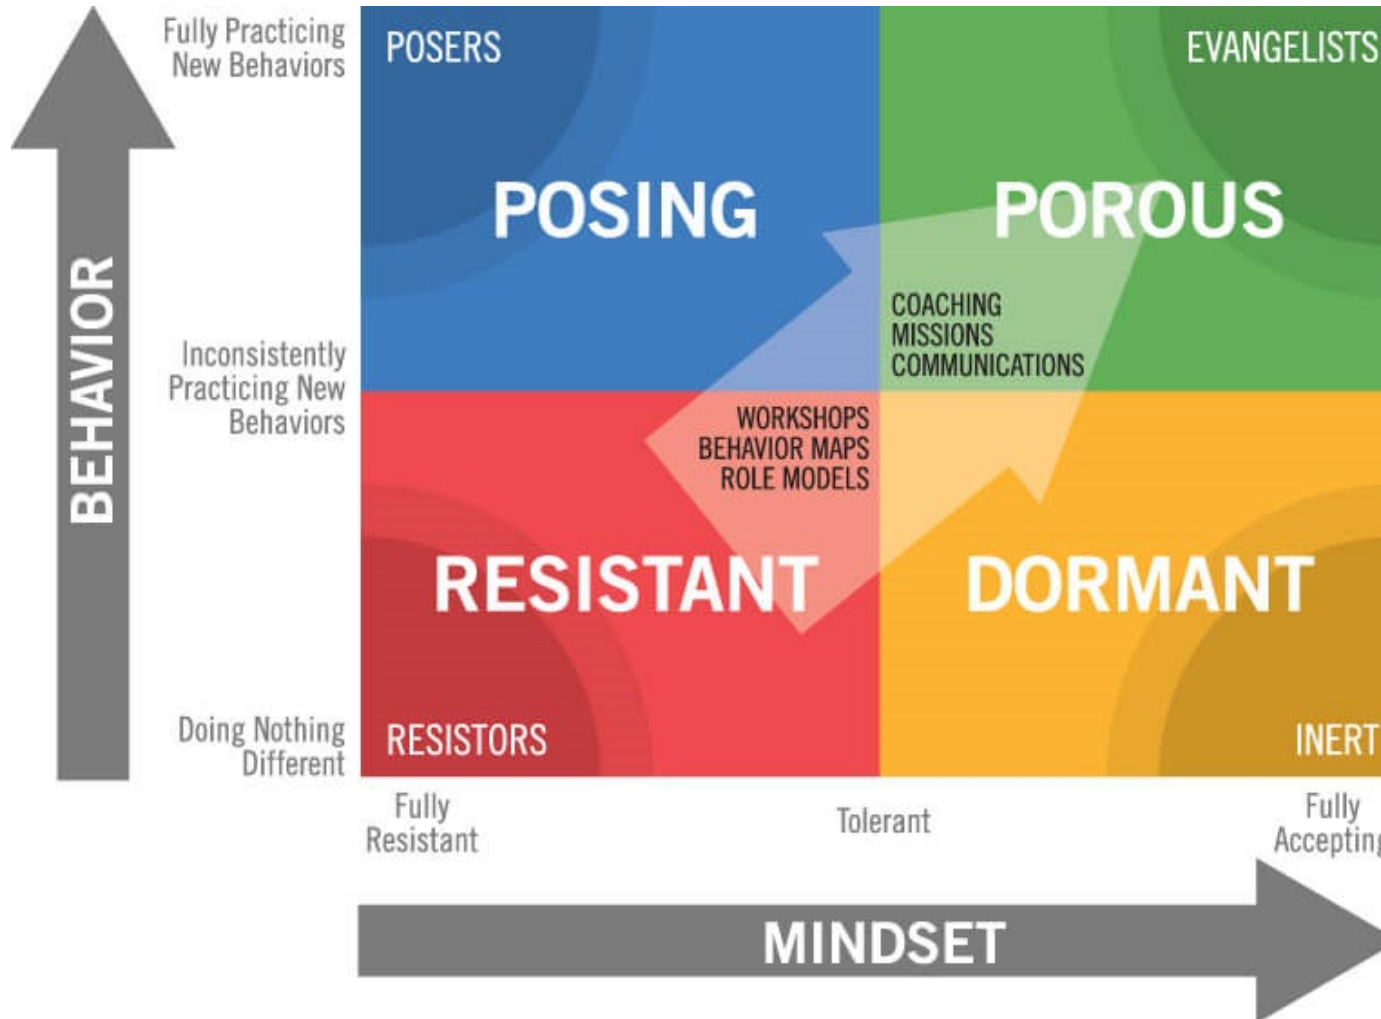 Fully Practicing
New Behaviors
POSERS
EVANGELISTS
POSING
POROUS
BEHAVIOR
COACHING
MISSIONS
COMMUNICATIONS
Inconsistently
Practicing New
Behaviors
WORKSHOPS
BEHAVIOR MAPS
ROLE MODELS
RESISTANT
DORMANT
Doing Nothing
Different
RESISTORS
INERT
Fully
Resistant
Tolerant
Fully
Accepting
MINDSET